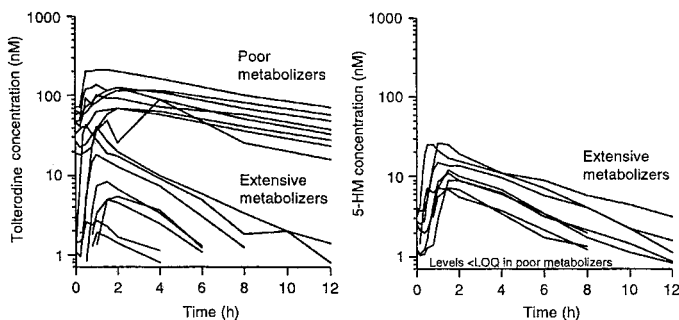 Tolterodine concentration (nM)
1000
100
10
1
Poor
metabolizers
Extensive
metabolizers
0 2 4 6 8 10 12
Time (h)
5-HM concentration (nM)
1000
100
10
1
Extensive
metabolizers
Levels <LOQ in poor metabolizers
0 2 4 6 8 10 12
Time (h)